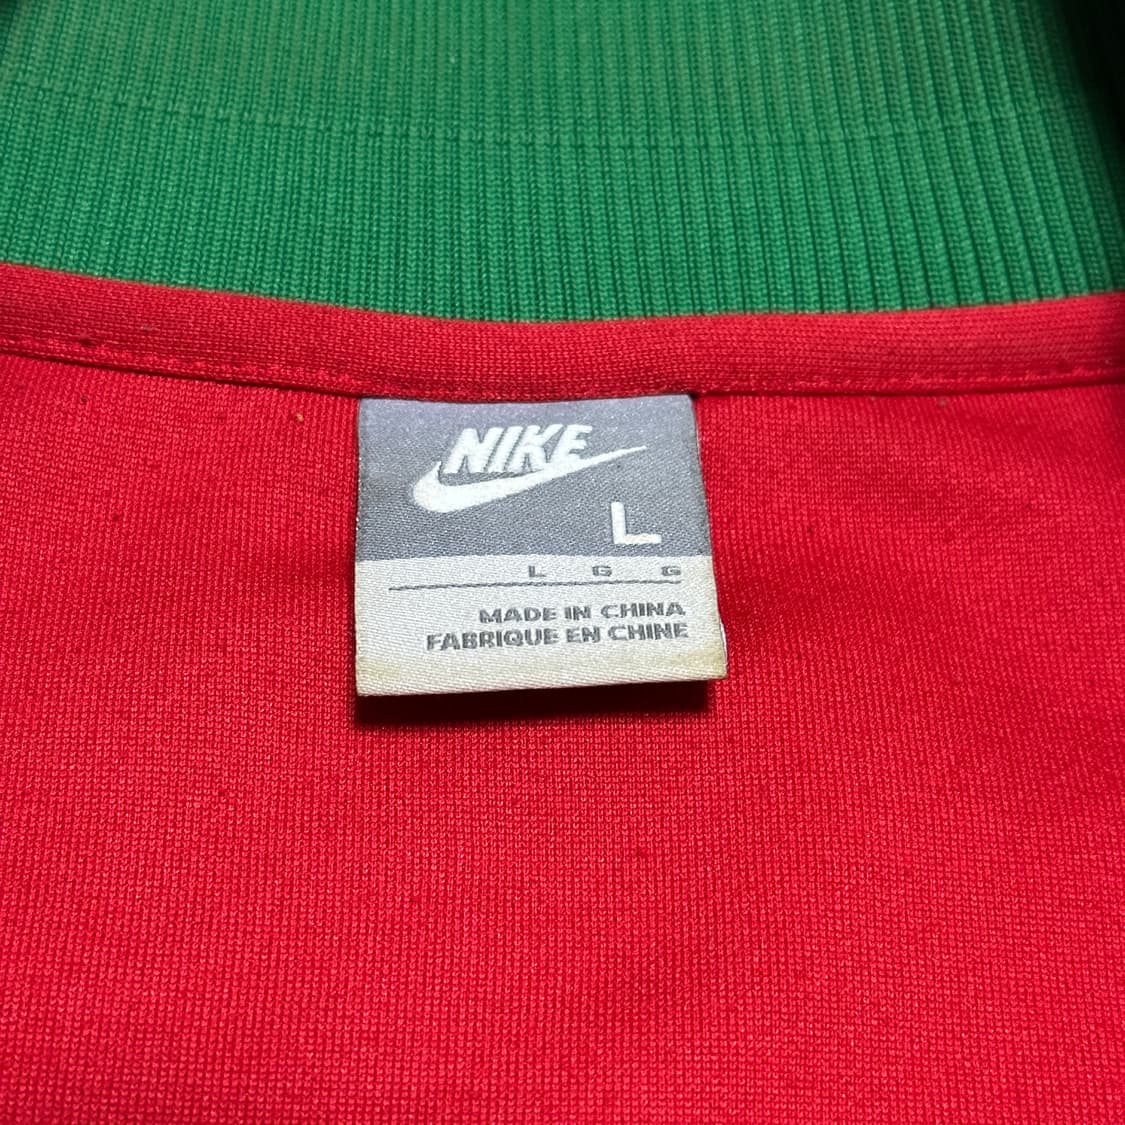 NIKE
L
L G G
MADE IN CHINA
FABRIQUE EN CHINE